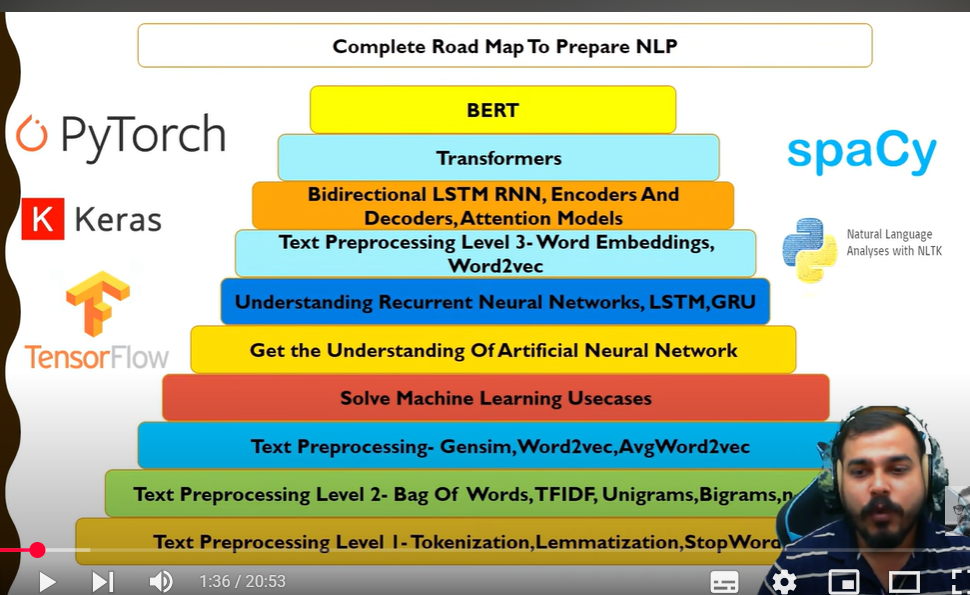 Complete Road Map To Prepare NLP
BERT
Transformers
Bidirectional LSTM RNN, Encoders And
Decoders, Attention Models
Text Preprocessing Level 3- Word Embeddings,
Word2vec
Understanding Recurrent Neural Networks, LSTM,GRU
Get the Understanding Of Artificial Neural Network
Solve Machine Learning Usecases
Text Preprocessing- Gensim,Word2vec,AvgWord2vec
Text Preprocessing Level 2- Bag Of Words, TFIDF, Unigrams,Bigrams,n
Text Preprocessing Level 1- Tokenization,Lemmatization,StopWord
PyTorch
K Keras
TensorFlow
spaCy
Natural Language
Analyses with NLTK
1:36 / 20:53